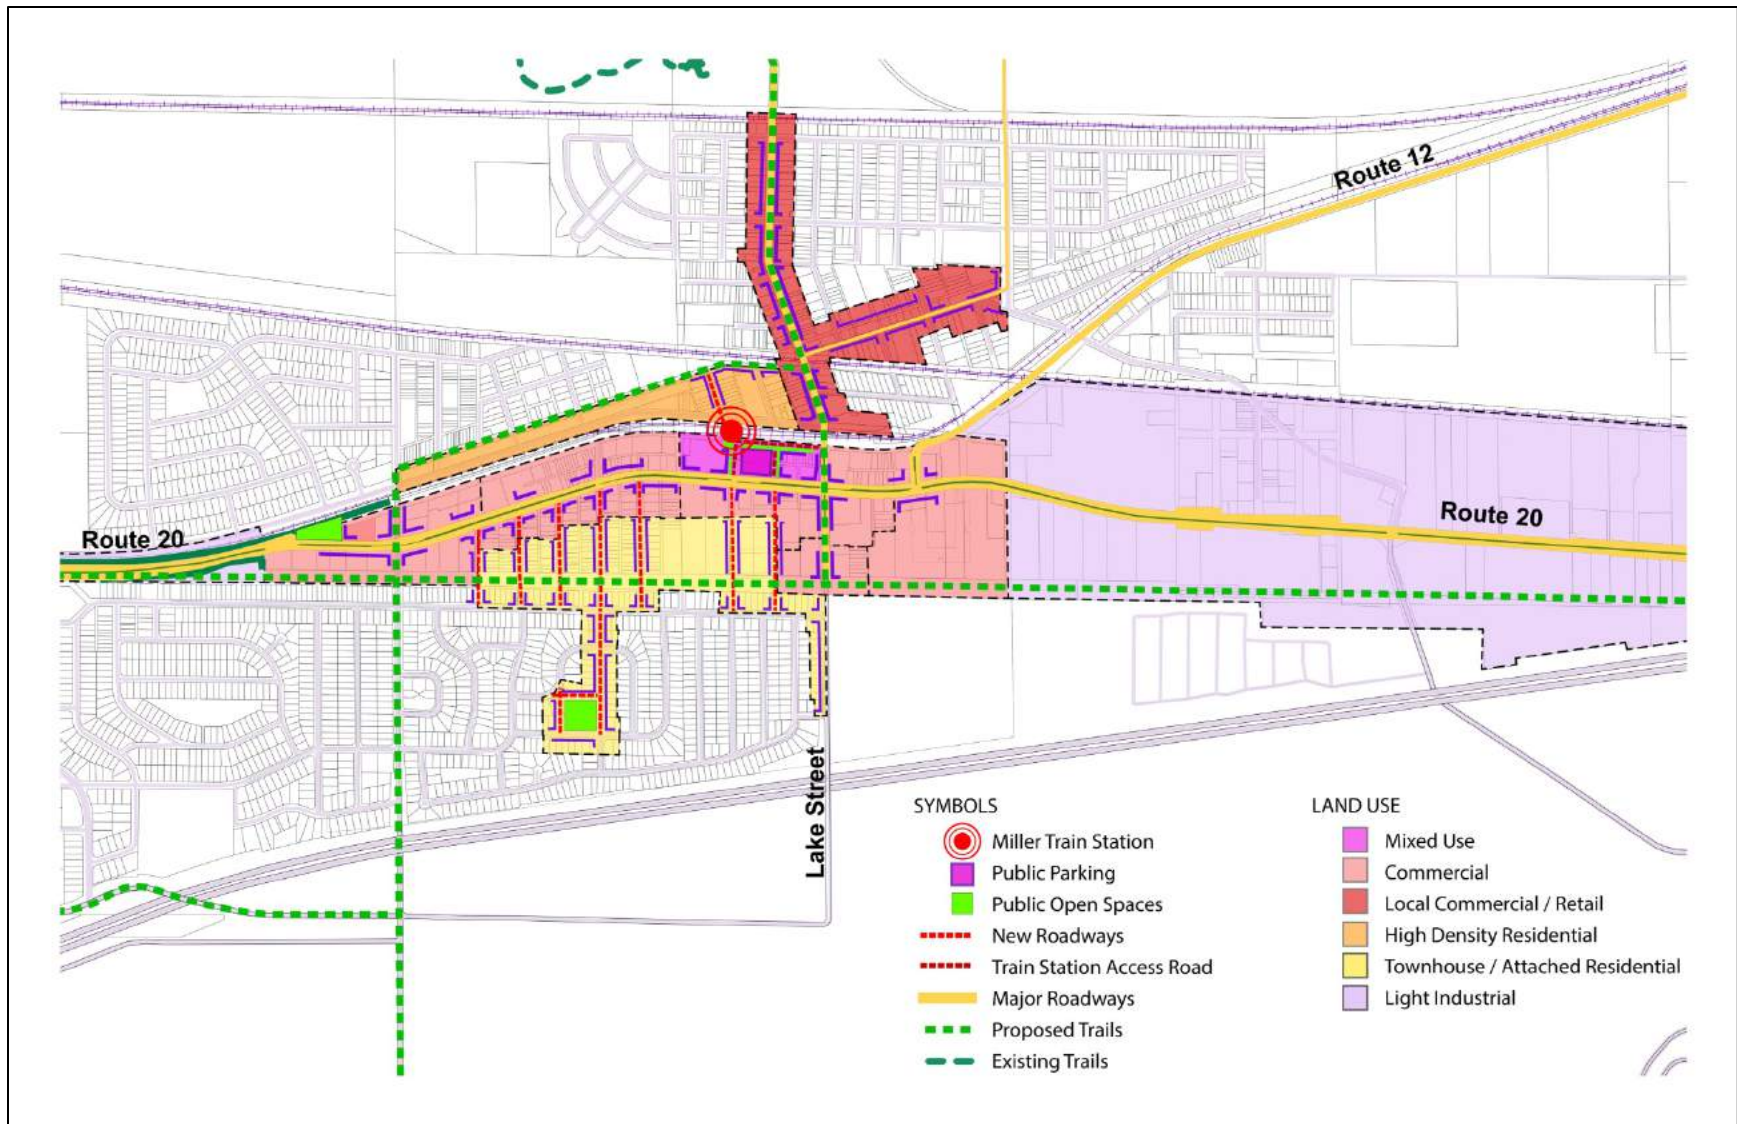 Route 12
Route 20
Route 20
Lake Street
SYMBOLS
Miller Train Station
Public Parking
Public Open Spaces
New Roadways
Train Station Access Road
Major Roadways
Proposed Trails
Existing Trails
LAND USE
Mixed Use
Commercial
Local Commercial / Retail
High Density Residential
Townhouse / Attached Residential
Light Industrial